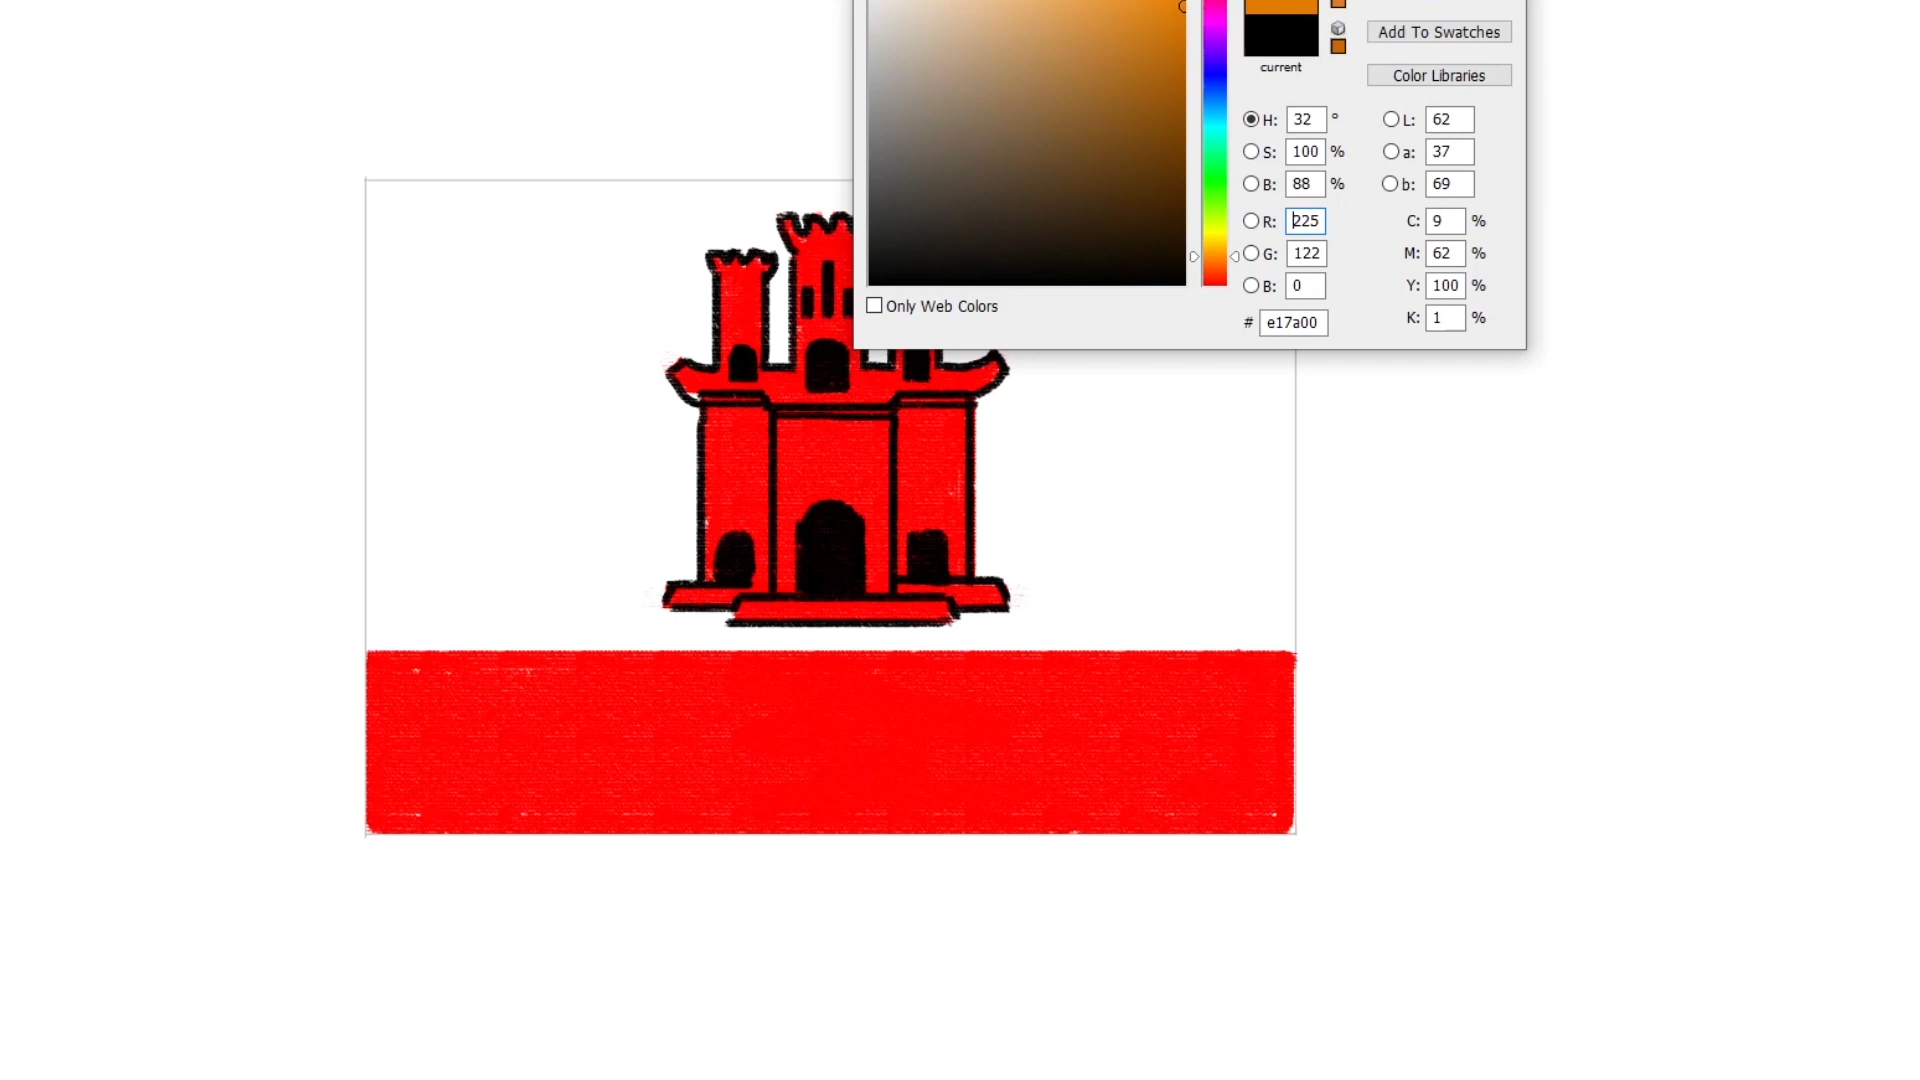 Add To Swatches
current
Color Libraries
H: 32 ° L: 62
S: 100 % a: 37
B: 88 % b: 69
R: 225 C: 9 %
G: 122 M: 62 %
B: 0 Y: 100 %
Only Web Colors
# e17a00 K: 1 %